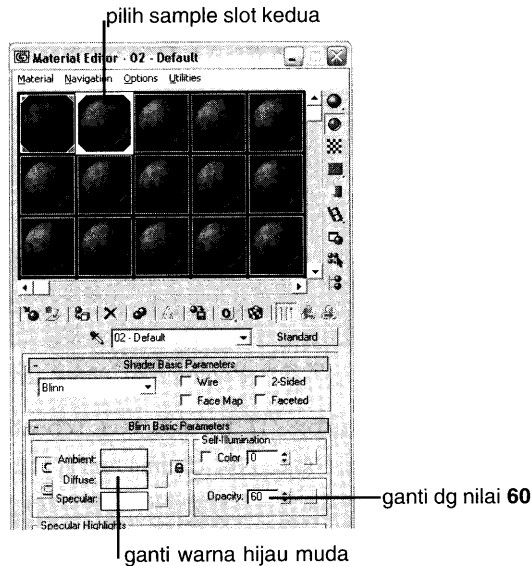 pilih sample slot kedua
Material Editor - 02 - Default
Material Navigation Options Utilities
02 - Default
Standard
Shader Basic Parameters
Blinn
Wire
2-Sided
Face Map
Faceted
Blinn Basic Parameters
Self-Illumination
Ambient:
Color 0
Diffuse:
Specular:
Opacity: 60
ganti dg nilai 60
Specular Highlights
ganti warna hijau muda